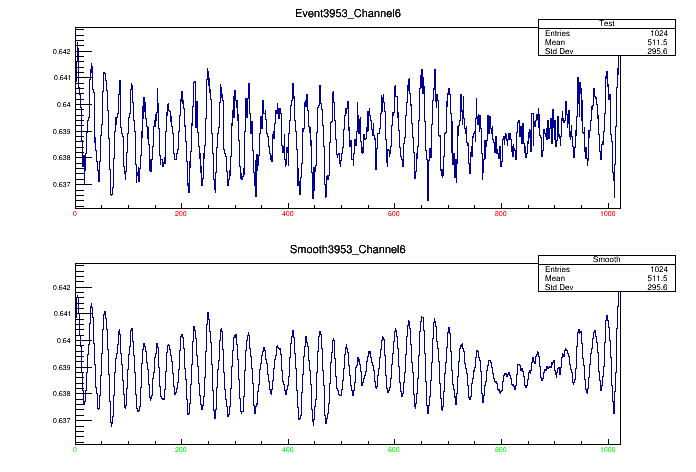 Event3953_Channel6
Test
Entries 1024
Mean 511.5
Std Dev 295.6
0.642
0.641
0.64
0.639
0.638
0.637
0 200 400 600 800 1000
Smooth3953_Channel6
Smooth
Entries 1024
Mean 511.5
Std Dev 295.6
0.642
0.641
0.64
0.639
0.638
0.637
0 200 400 600 800 1000